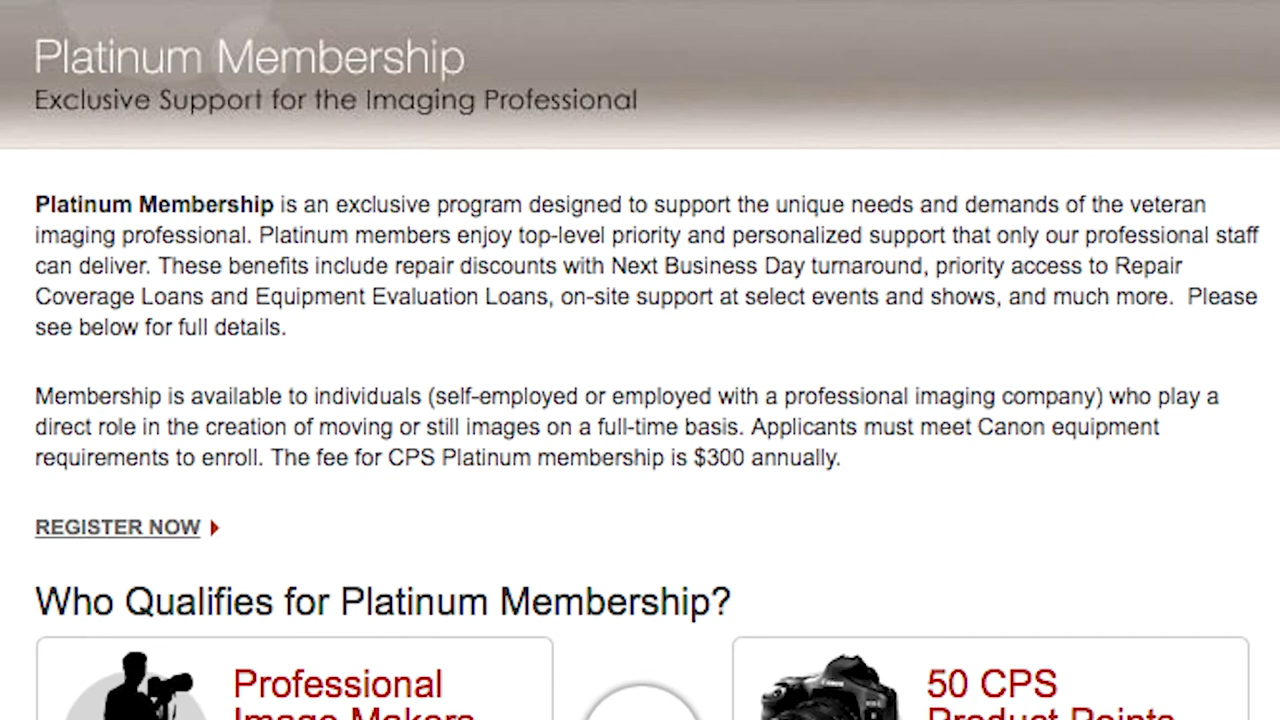 Platinum Membership
Exclusive Support for the Imaging Professional
Platinum Membership is an exclusive program designed to support the unique needs and demands of the veteran
imaging professional. Platinum members enjoy top-level priority and personalized support that only our professional staff
can deliver. These benefits include repair discounts with Next Business Day turnaround, priority access to Repair
Coverage Loans and Equipment Evaluation Loans, on-site support at select events and shows, and much more.  Please
see below for full details.
Membership is available to individuals (self-employed or employed with a professional imaging company) who play a
direct role in the creation of moving or still images on a full-time basis. Applicants must meet Canon equipment
requirements to enroll. The fee for CPS Platinum membership is $300 annually.
REGISTER NOW
Who Qualifies for Platinum Membership?
Professional
Image Makers
50 CPS
Product Points